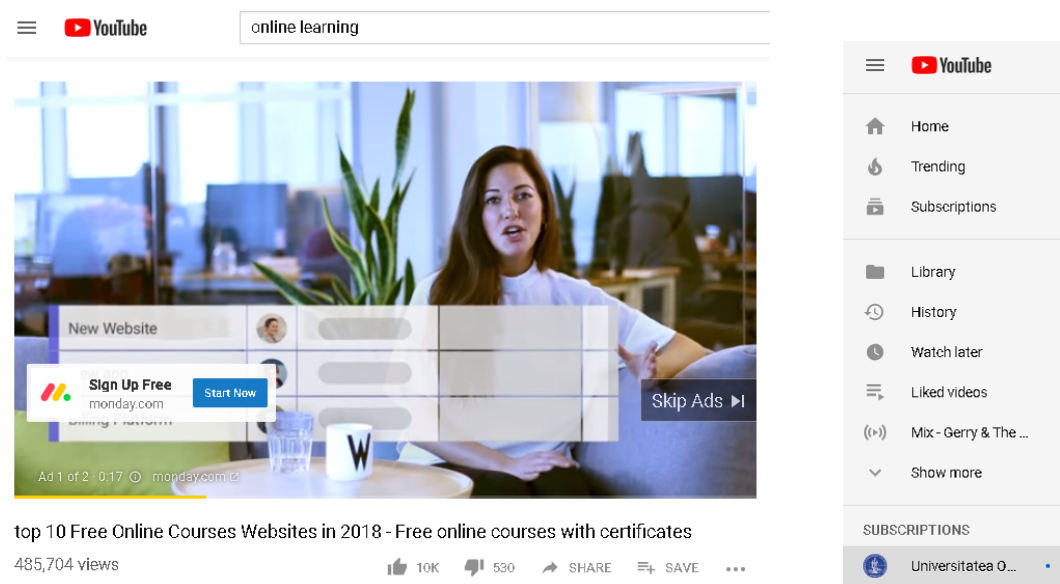 YouTube
online learning
New Website
Sign Up Free
monday.com
Start Now
Skip Ads
Billing Platform
W
Ad 1 of 2 · 0:17
monday.com
top 10 Free Online Courses Websites in 2018 - Free online courses with certificates
485,704 views
10K
530
SHARE
SAVE
YouTube
Home
Trending
Subscriptions
Library
History
Watch later
Liked videos
Mix - Gerry & The ...
Show more
SUBSCRIPTIONS
Universitatea O...